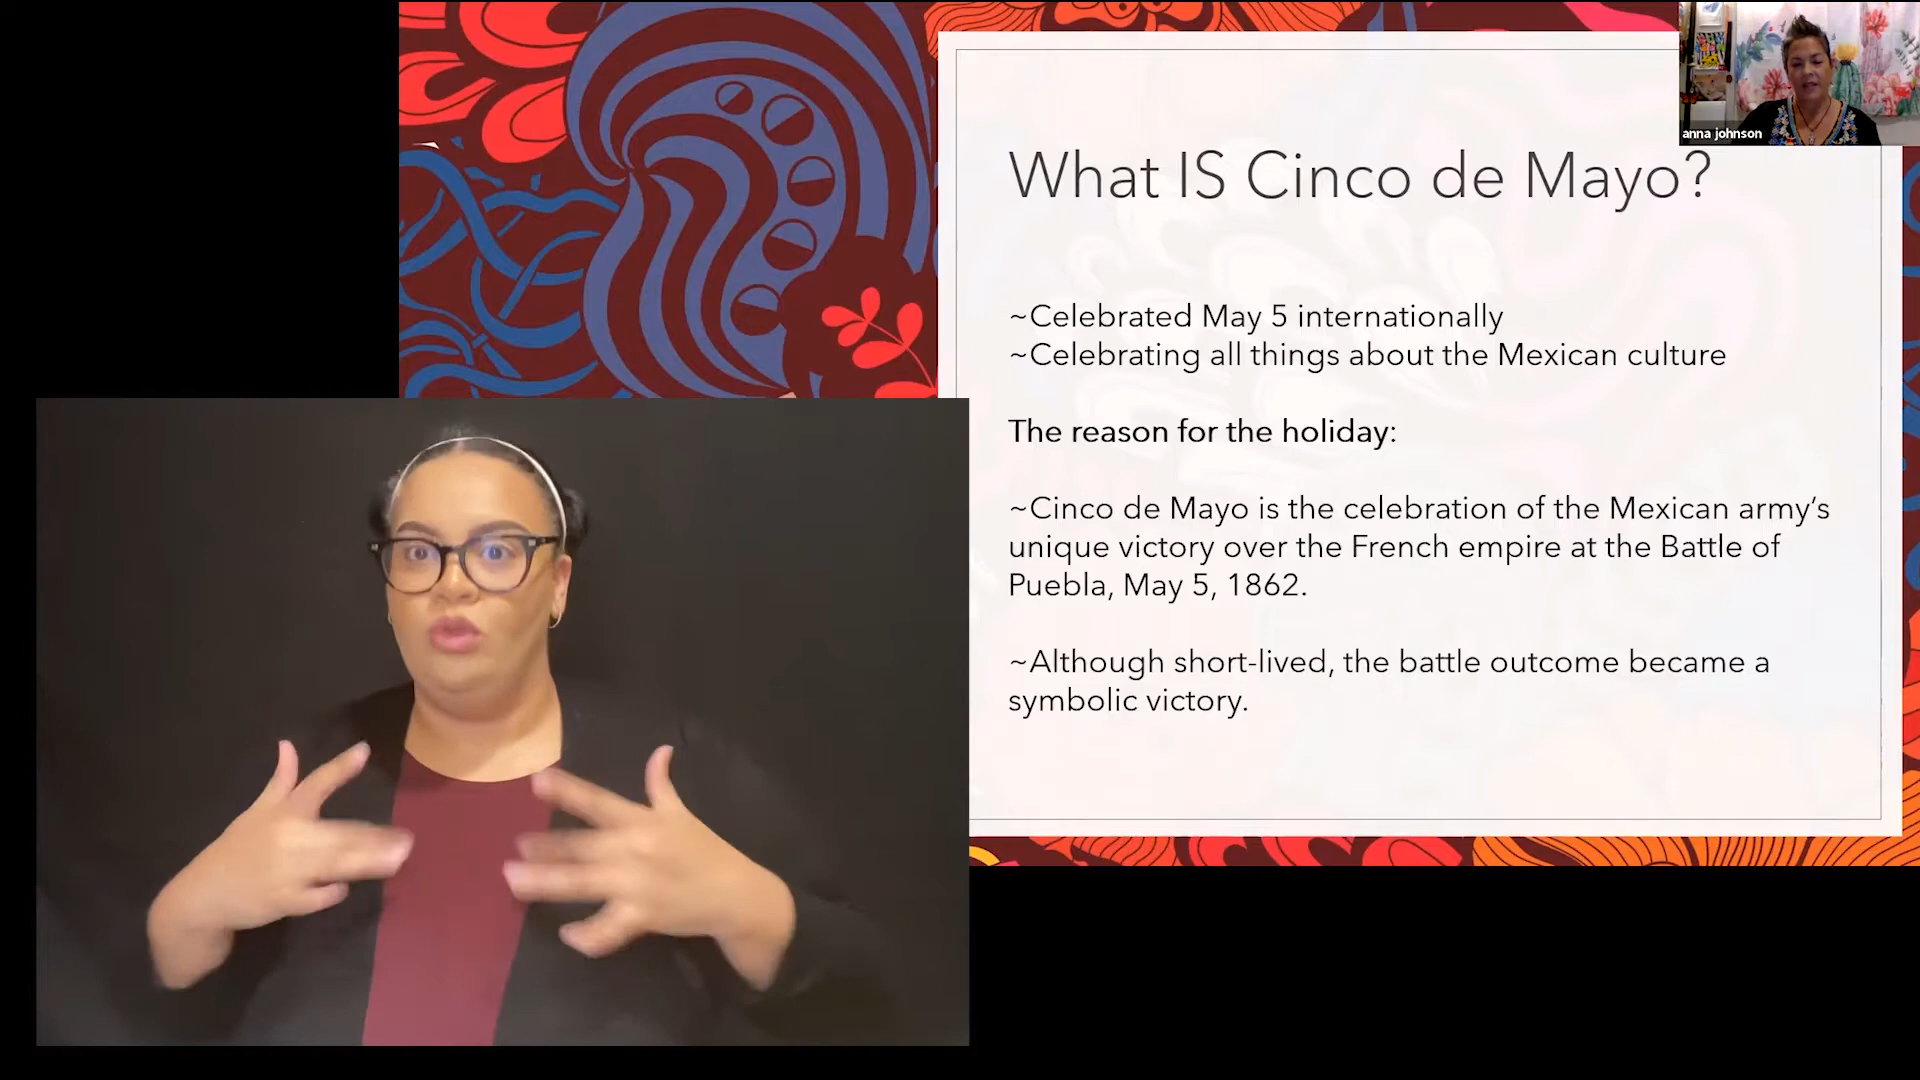 anna johnson
What IS Cinco de Mayo?
~Celebrated May 5 internationally
~Celebrating all things about the Mexican culture
The reason for the holiday:
~Cinco de Mayo is the celebration of the Mexican army’s
unique victory over the French empire at the Battle of
Puebla, May 5, 1862.
~Although short-lived, the battle outcome became a
symbolic victory.